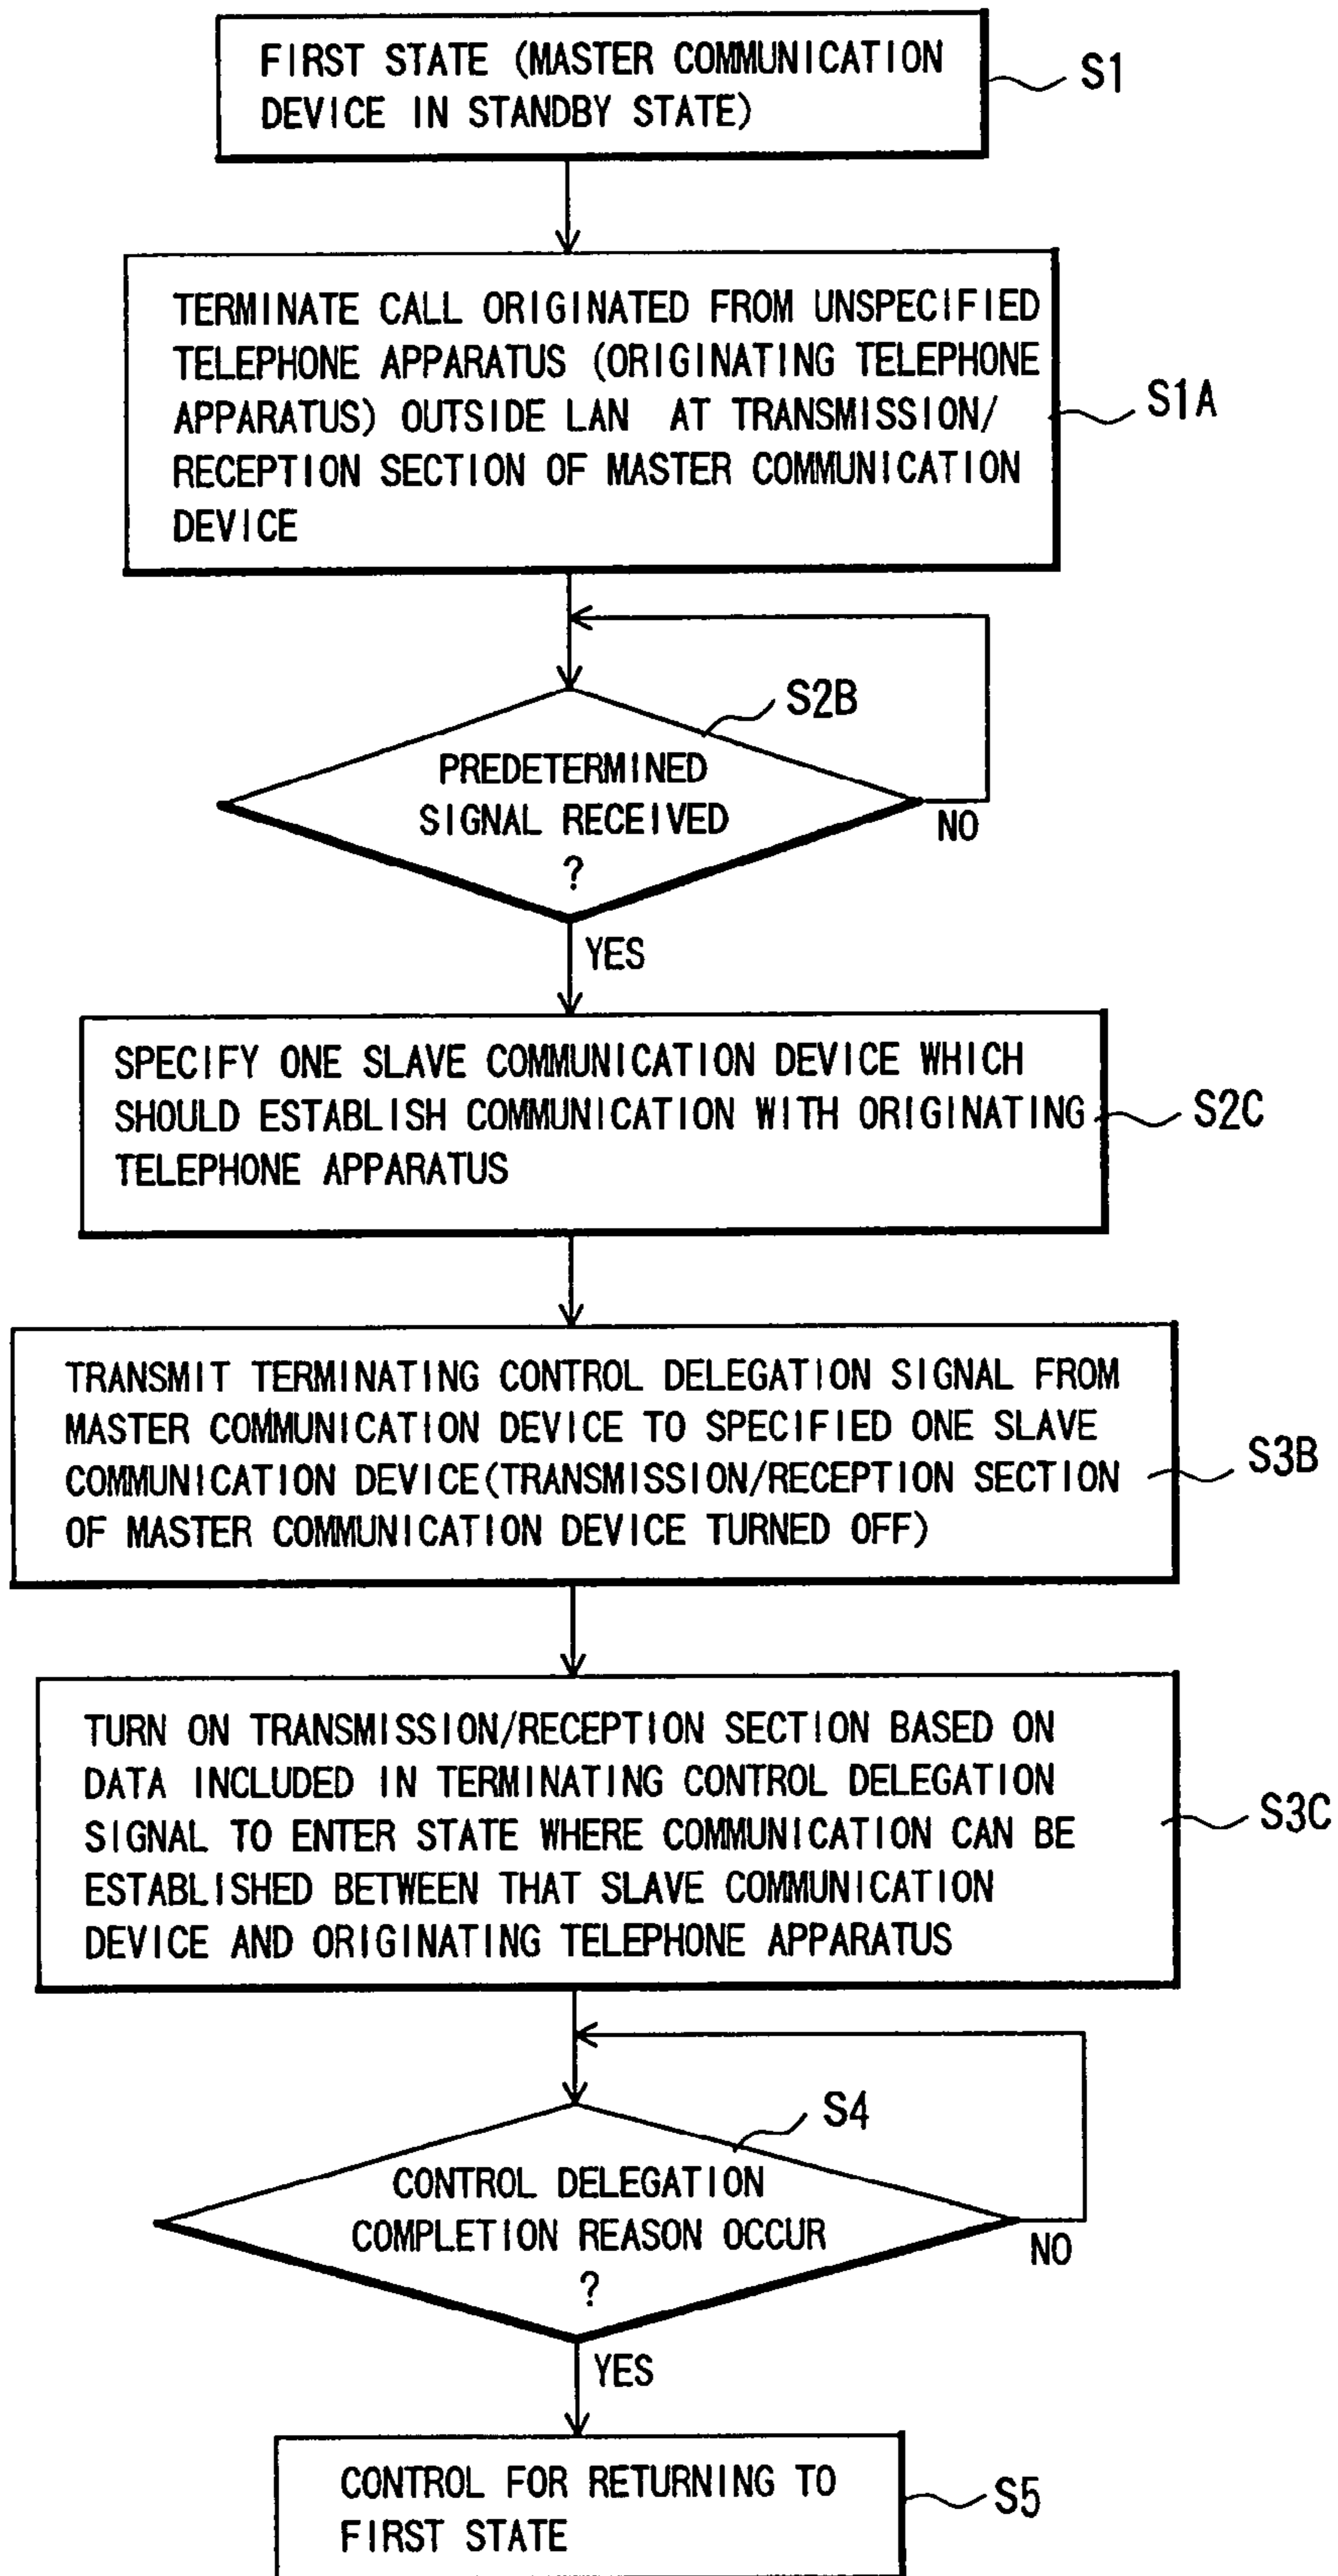 FIRST STATE (MASTER COMMUNICATION
DEVICE IN STANDBY STATE)
S1
TERMINATE CALL ORIGINATED FROM UNSPECIFIED
TELEPHONE APPARATUS (ORIGINATING TELEPHONE
APPARATUS) OUTSIDE LAN AT TRANSMISSION/
RECEPTION SECTION OF MASTER COMMUNICATION
DEVICE
S1A
S2B
PREDETERMINED
SIGNAL RECEIVED
?
NO
YES
SPECIFY ONE SLAVE COMMUNICATION DEVICE WHICH
SHOULD ESTABLISH COMMUNICATION WITH ORIGINATING
TELEPHONE APPARATUS
S2C
TRANSMIT TERMINATING CONTROL DELEGATION SIGNAL FROM
MASTER COMMUNICATION DEVICE TO SPECIFIED ONE SLAVE
COMMUNICATION DEVICE(TRANSMISSION/RECEPTION SECTION
OF MASTER COMMUNICATION DEVICE TURNED OFF)
S3B
TURN ON TRANSMISSION/RECEPTION SECTION BASED ON
DATA INCLUDED IN TERMINATING CONTROL DELEGATION
SIGNAL TO ENTER STATE WHERE COMMUNICATION CAN BE
ESTABLISHED BETWEEN THAT SLAVE COMMUNICATION
DEVICE AND ORIGINATING TELEPHONE APPARATUS
S3C
S4
CONTROL DELEGATION
COMPLETION REASON OCCUR
?
NO
YES
CONTROL FOR RETURNING TO
FIRST STATE
S5